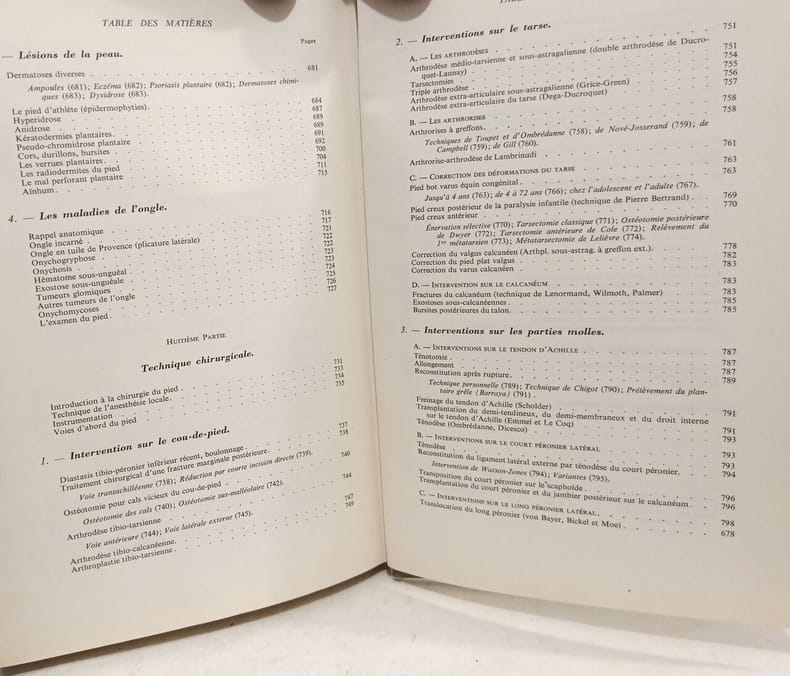 TABLE DES MATIÈRES
Pages
— Lésions de la peau.
Dermatoses diverses 681
Ampoules (681); Eczéma (682); Psoriasis plantaire (682); Dermatoses chimi-
ques (683); Dysidrose (683).
Le pied d'athlète (épidermophyties). 684
Hyperidrose 687
Anidrose 689
Kératodermies plantaires. 689
Pseudo-chromidrose plantaire 691
Cors, durillons, bursites 692
Les verrues plantaires. 700
Les radiodermites du pied 704
Le mal perforant plantaire 711
Aïnhum. 715
4. — Les maladies de l'ongle.
Rappel anatomique 716
Ongle incarné 717
Ongle en tuile de Provence (plicature latérale) 721
Onychogryphose 722
Onychosis 722
Hématome sous-unguéal 723
Exostose sous-unguéale 723
Tumeurs glomiques 724
Autres tumeurs de l'ongle 725
Onychomycoses 726
L'examen du pied. 727
HUITIÈME PARTIE
Technique chirurgicale.
Introduction à la chirurgie du pied 731
Technique de l'anesthésie locale. 733
Instrumentation 734
Voies d'abord du pied 735
1. — Intervention sur le cou-de-pied.
Diastasis tibio-péronier inférieur récent, boulonnage 737
Traitement chirurgical d'une fracture marginale postérieure. 738
Voie transachilléenne (738); Réduction par courte incision directe (739).
Ostéotomie pour cals vicieux du cou-de-pied 740
Ostéotomie des cals (740); Ostéotomie sus-malléolaire (742).
Arthrodèse tibio-tarsienne 744
Voie antérieure (744); Voie latérale externe (745).
Arthrodèse tibio-calcanéenne. 747
Arthroplastie tibio-tarsienne 749
2. — Interventions sur le tarse. 751
A. — LES ARTHRODÈSES
Arthrodèse médio-tarsienne et sous-astragalienne (double arthrodèse de Ducro-
quet-Launay) 751
Tarsectomies 754
Triple arthrodèse 755
Arthrodèse extra-articulaire sous-astragalienne (Grice-Green) 756
Arthrodèse extra-articulaire du tarse (Dega-Ducroquet) 757
B. — LES ARTHRORISES 758
Arthrorises à greffons. 758
Techniques de Toupet et d'Ombrédanne (758); de Nové-Josserand (759); de
Campbell (759); de Gill (760).
Arthrorise-arthrodèse de Lambrinudi 761
C. — CORRECTION DES DÉFORMATIONS DU TARSE 763
Pied bot varus équin congénital. 763
Jusqu'à 4 ans (763); de 4 à 72 ans (766); chez l'adolescent et l'adulte (767).
Pied creux postérieur de la paralysie infantile (technique de Pierre Bertrand) 769
Pied creux antérieur 770
Énervation sélective (770); Tarsectomie classique (771); Ostéotomie postérieure
de Dwyer (772); Tarsectomie antérieure de Cole (772); Relèvement du
1er métatarsien (773); Métatarsectomie de Lelièvre (774).
Correction du valgus calcanéen (Arthpl. sous-astrag. à greffon ext.). 778
Correction du pied plat valgus 782
Correction du varus calcanéen 783
D. — INTERVENTION SUR LE CALCANÉUM 783
Fractures du calcanéum (technique de Lenormand, Wilmoth, Palmer) 783
Exostoses sous-calcanéennes 785
Bursites postérieures du talon. 785
3. — Interventions sur les parties molles.
A. — INTERVENTIONS SUR LE TENDON D'ACHILLE 787
Ténotomie 787
Allongement 787
Reconstitution après rupture. 789
Technique personnelle (789); Technique de Chigot (790); Prélèvement du plan-
taire grêle [Barraya] (791).
Freinage du tendon d'Achille (Scholder) 791
Transplantation du demi-tendineux, du demi-membraneux et du droit interne
sur le tendon d'Achille (Emmel et Le Coq) 791
Ténodèse (Ombrédanne, Dicesco) 793
B. — INTERVENTIONS SUR LE COURT PÉRONIER LATÉRAL
Ténodèse 793
Reconstitution du ligament latéral externe par ténodèse du court péronier. 793
Intervention de Watson-Jones (794); Variantes (795). 794
Transposition du court péronier sur le scaphoïde. 796
Transplantation du court péronier et du jambier postérieur sur le calcanéum. 796
C. — INTERVENTIONS SUR LE LONG PÉRONIER LATÉRAL. 798
Translocation du long péronier (von Bayer, Bickel et Moe) 678